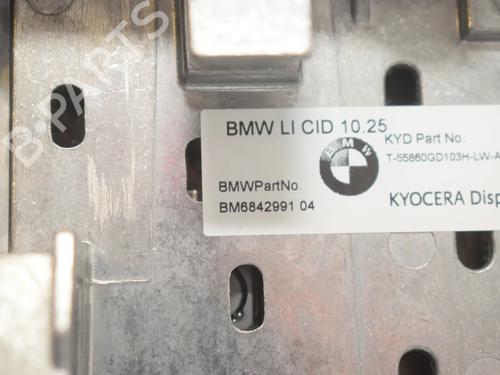 B-PARTS
BMW LI CID 10.25
KYD Part No.
T-55860GD103H-LW-A
BMW
BMWPartNo.
BM6842991 04
KYOCERA Disp